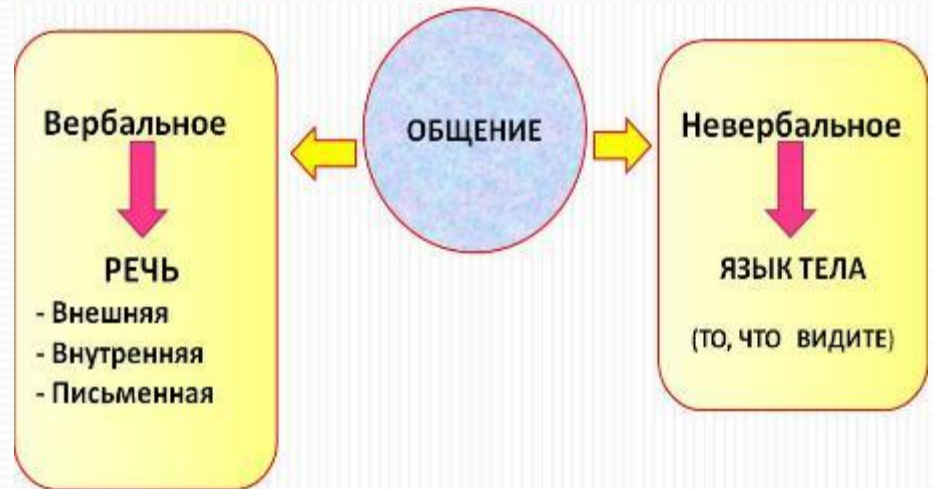 ОБЩЕНИЕ
Вербальное
РЕЧЬ
- Внешняя
- Внутренняя
- Письменная
Невербальное
ЯЗЫК ТЕЛА
(ТО, ЧТО ВИДИТЕ)